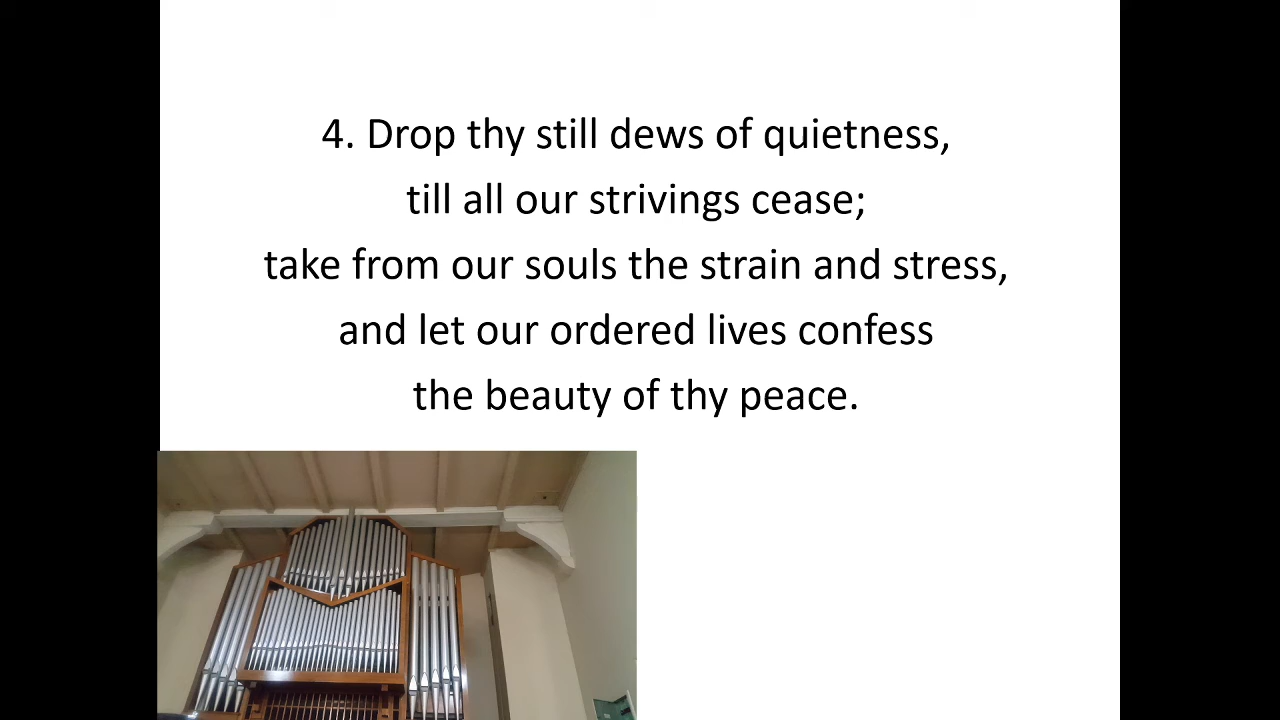 4. Drop thy still dews of quietness,
till all our strivings cease;
take from our souls the strain and stress,
and let our ordered lives confess
the beauty of thy peace.